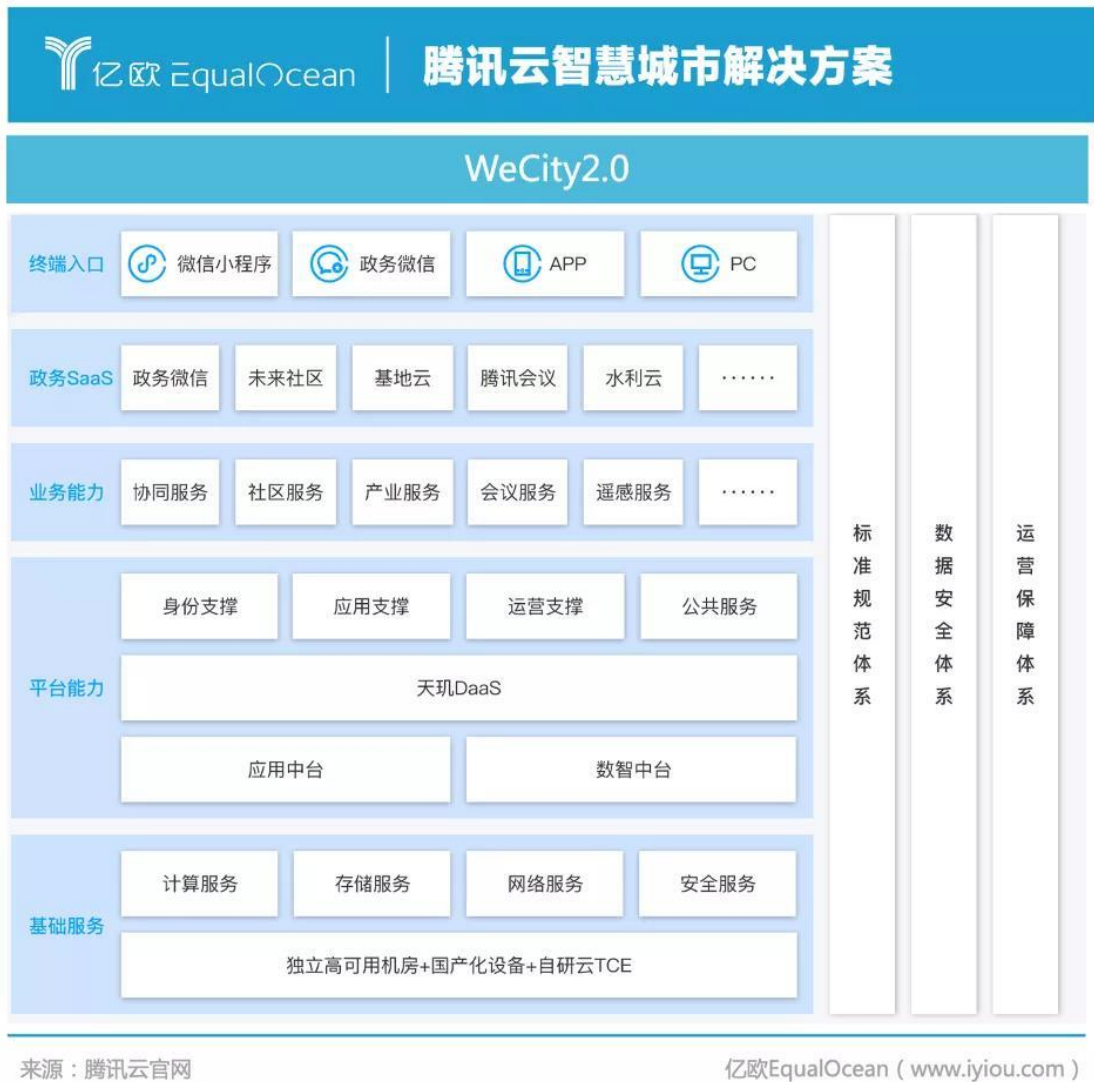 亿欧 EqualOcean | 腾讯云智慧城市解决方案
WeCity2.0
终端入口 微信小程序 政务微信 APP PC
政务SaaS 政务微信 未来社区 基地云 腾讯会议 水利云 ······
业务能力 协同服务 社区服务 产业服务 会议服务 遥感服务 ······
平台能力
身份支撑 应用支撑 运营支撑 公共服务
天玑DaaS
应用中台 数智中台
基础服务
计算服务 存储服务 网络服务 安全服务
独立高可用机房+国产化设备+自研云TCE
标准规范体系
数据安全体系
运营保障体系
来源：腾讯云官网 亿欧EqualOcean（www.iyiou.com）